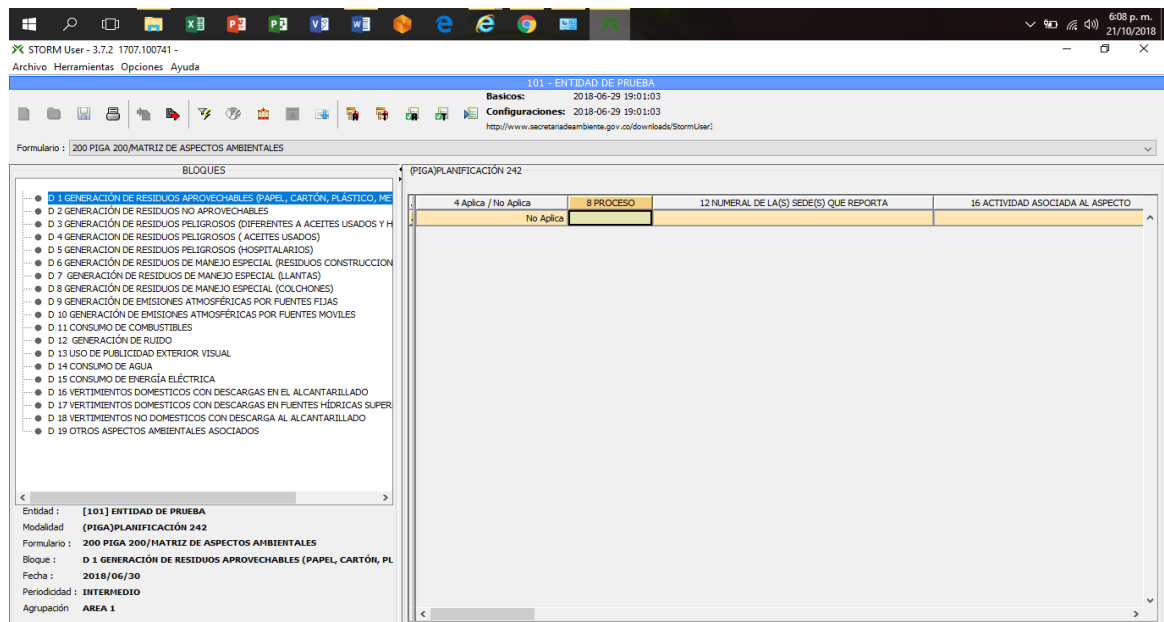 6:08 p. m.
21/10/2018
STORM User - 3.7.2 1707.100741 -
Archivo Herramientas Opciones Ayuda
101 - ENTIDAD DE PRUEBA
Basicos: 2018-06-29 19:01:03
Configuraciones: 2018-06-29 19:01:03
http://www.secretariadeambiente.gov.co/downloads/StormUser
Formulario : 200 PIGA 200/MATRIZ DE ASPECTOS AMBIENTALES
BLOQUES
D 1 GENERACIÓN DE RESIDUOS APROVECHABLES (PAPEL, CARTÓN, PLÁSTICO, ME
D 2 GENERACIÓN DE RESIDUOS NO APROVECHABLES
D 3 GENERACIÓN DE RESIDUOS PELIGROSOS (DIFERENTES A ACEITES USADOS Y H
D 4 GENERACIÓN DE RESIDUOS PELIGROSOS ( ACEITES USADOS)
D 5 GENERACIÓN DE RESIDUOS PELIGROSOS (HOSPITALARIOS)
D 6 GENERACIÓN DE RESIDUOS DE MANEJO ESPECIAL (RESIDUOS CONSTRUCCION
D 7 GENERACIÓN DE RESIDUOS DE MANEJO ESPECIAL (LLANTAS)
D 8 GENERACIÓN DE RESIDUOS DE MANEJO ESPECIAL (COLCHONES)
D 9 GENERACIÓN DE EMISIONES ATMOSFÉRICAS POR FUENTES FIJAS
D 10 GENERACIÓN DE EMISIONES ATMOSFÉRICAS POR FUENTES MOVILES
D 11 CONSUMO DE COMBUSTIBLES
D 12 GENERACIÓN DE RUIDO
D 13 USO DE PUBLICIDAD EXTERIOR VISUAL
D 14 CONSUMO DE AGUA
D 15 CONSUMO DE ENERGÍA ELÉCTRICA
D 16 VERTIMIENTOS DOMESTICOS CON DESCARGAS EN EL ALCANTARILLADO
D 17 VERTIMIENTOS DOMESTICOS CON DESCARGAS EN FUENTES HÍDRICAS SUPER
D 18 VERTIMIENTOS NO DOMESTICOS CON DESCARGA AL ALCANTARILLADO
D 19 OTROS ASPECTOS AMBIENTALES ASOCIADOS
Entidad : [101] ENTIDAD DE PRUEBA
Modalidad (PIGA)PLANIFICACIÓN 242
Formulario : 200 PIGA 200/MATRIZ DE ASPECTOS AMBIENTALES
Bloque : D 1 GENERACIÓN DE RESIDUOS APROVECHABLES (PAPEL, CARTÓN, PL
Fecha : 2018/06/30
Periodicidad : INTERMEDIO
Agrupación AREA 1
(PIGA)PLANIFICACIÓN 242
4 Aplica / No Aplica 8 PROCESO 12 NUMERAL DE LA(S) SEDE(S) QUE REPORTA 16 ACTIVIDAD ASOCIADA AL ASPECTO
No Aplica